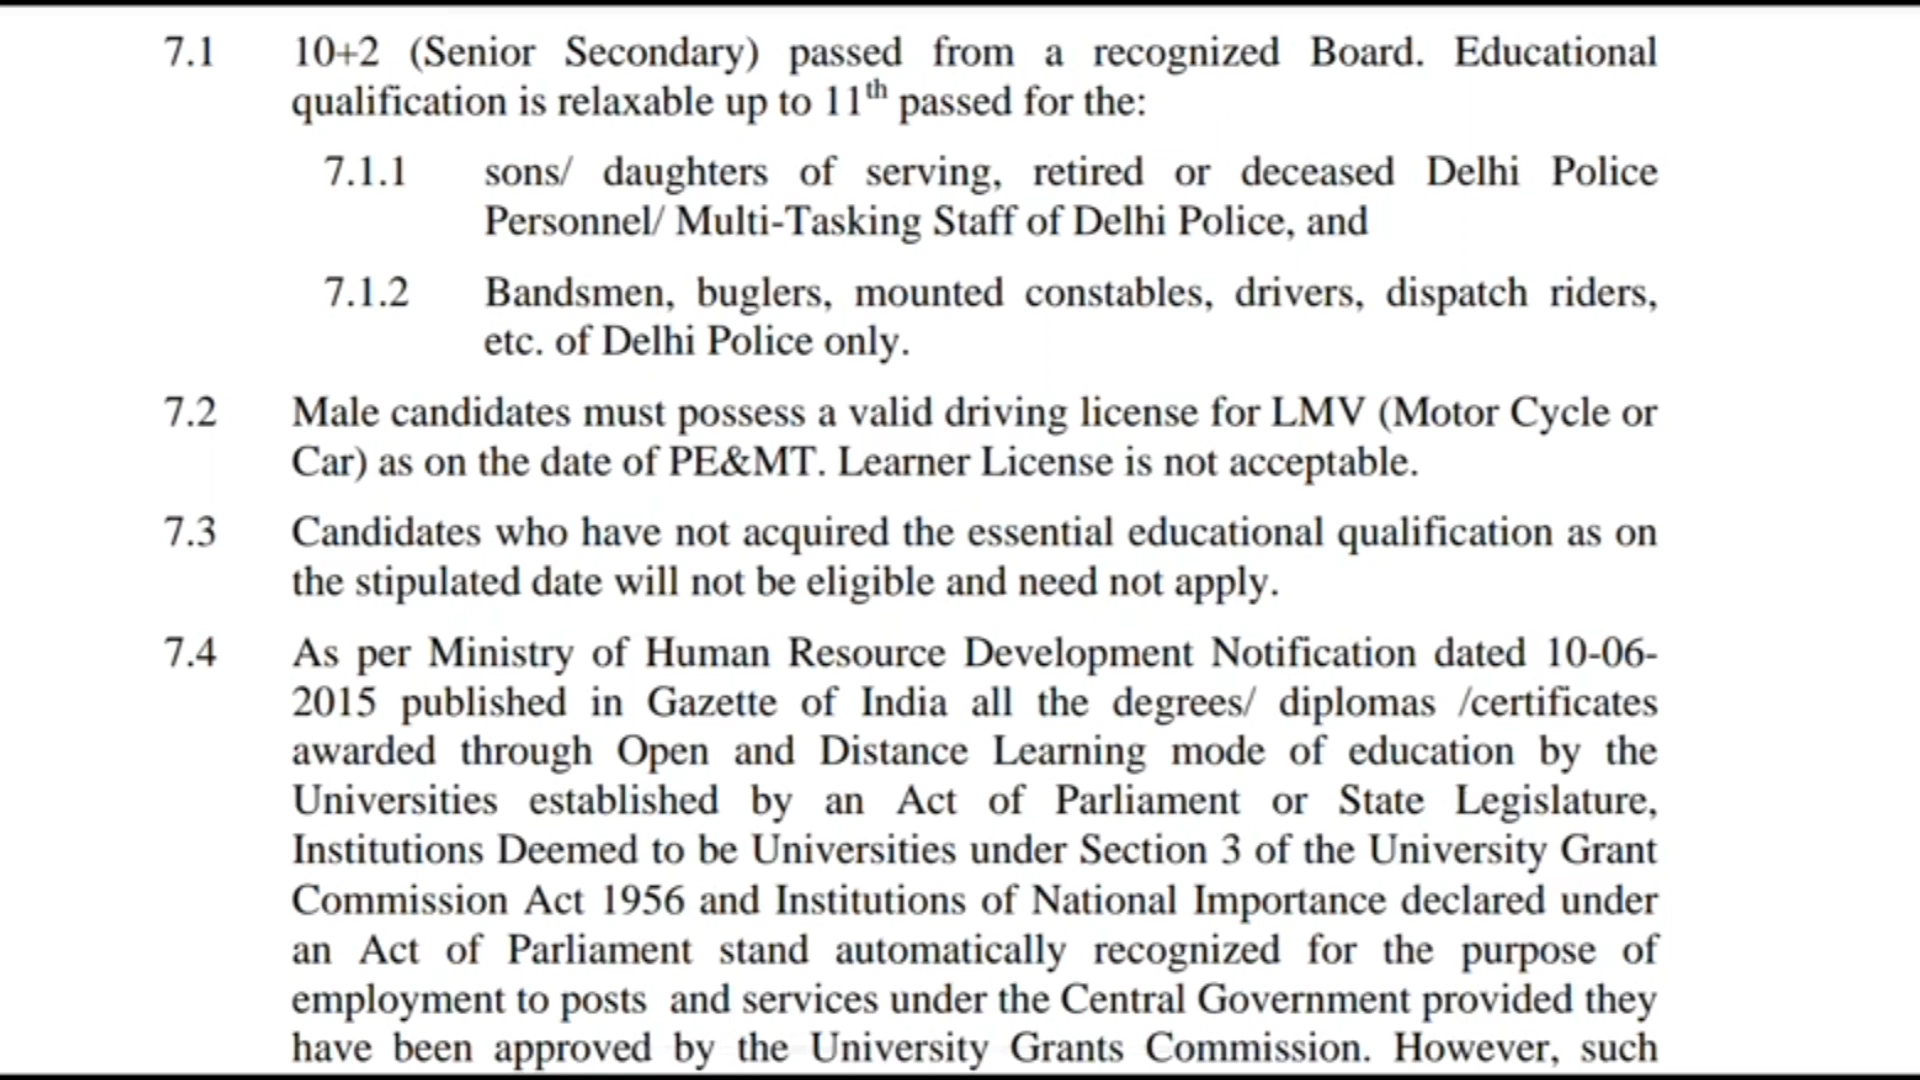 7.1 10+2 (Senior Secondary) passed from a recognized Board. Educational
qualification is relaxable up to 11th passed for the:
7.1.1 sons/ daughters of serving, retired or deceased Delhi Police
Personnel/ Multi-Tasking Staff of Delhi Police, and
7.1.2 Bandsmen, buglers, mounted constables, drivers, dispatch riders,
etc. of Delhi Police only.
7.2 Male candidates must possess a valid driving license for LMV (Motor Cycle or
Car) as on the date of PE&MT. Learner License is not acceptable.
7.3 Candidates who have not acquired the essential educational qualification as on
the stipulated date will not be eligible and need not apply.
7.4 As per Ministry of Human Resource Development Notification dated 10-06-
2015 published in Gazette of India all the degrees/ diplomas /certificates
awarded through Open and Distance Learning mode of education by the
Universities established by an Act of Parliament or State Legislature,
Institutions Deemed to be Universities under Section 3 of the University Grant
Commission Act 1956 and Institutions of National Importance declared under
an Act of Parliament stand automatically recognized for the purpose of
employment to posts and services under the Central Government provided they
have been approved by the University Grants Commission. However, such